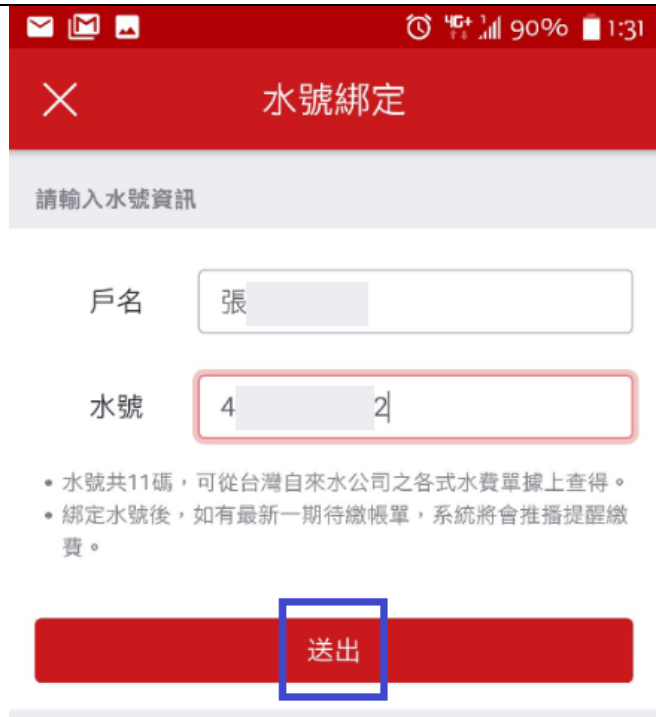 4G+ 90% 1:31
水號綁定
請輸入水號資訊
戶名 張
水號 4 2
• 水號共11碼，可從台灣自來水公司之各式水費單據上查得。
• 綁定水號後，如有最新一期待繳帳單，系統將會推播提醒繳
費。
送出